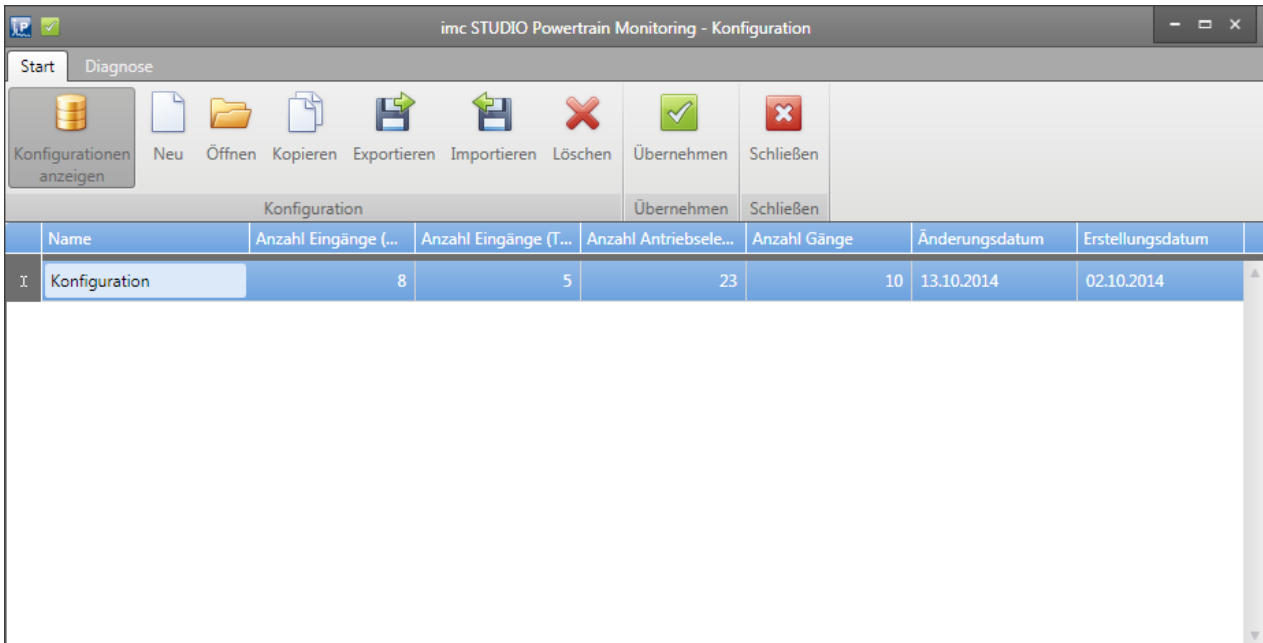 imc STUDIO Powertrain Monitoring - Konfiguration
Start Diagnose
Konfigurationen anzeigen
Neu
Öffnen
Kopieren
Exportieren
Importieren
Löschen
Übernehmen
Schließen
Konfiguration Übernehmen Schließen
Name Anzahl Eingänge (... Anzahl Eingänge (T... Anzahl Antriebsele... Anzahl Gänge Änderungsdatum Erstellungsdatum
Konfiguration 8 5 23 10 13.10.2014 02.10.2014